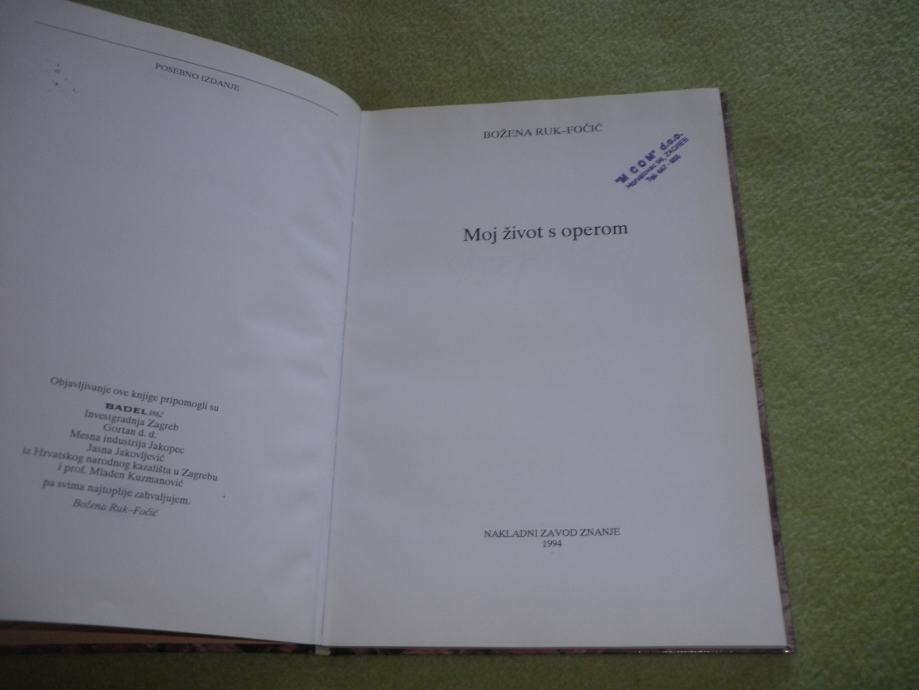 POSEBNO IZDANJE
Objavljivanje ove knjige pripomogli su
BADEL 1862
Investgradnja Zagreb
Gortan d. d.
Mesna industrija Jakopec
Jasna Jakovljević
iz Hrvatskog narodnog kazališta u Zagrebu
i prof. Mladen Kuzmanović
pa svima najtoplije zahvaljujem.
Božena Ruk–Fočić
BOŽENA RUK–FOČIĆ
"M COM" d.o.o.
ZAGREB
Moj život s operom
NAKLADNI ZAVOD ZNANJE
1994